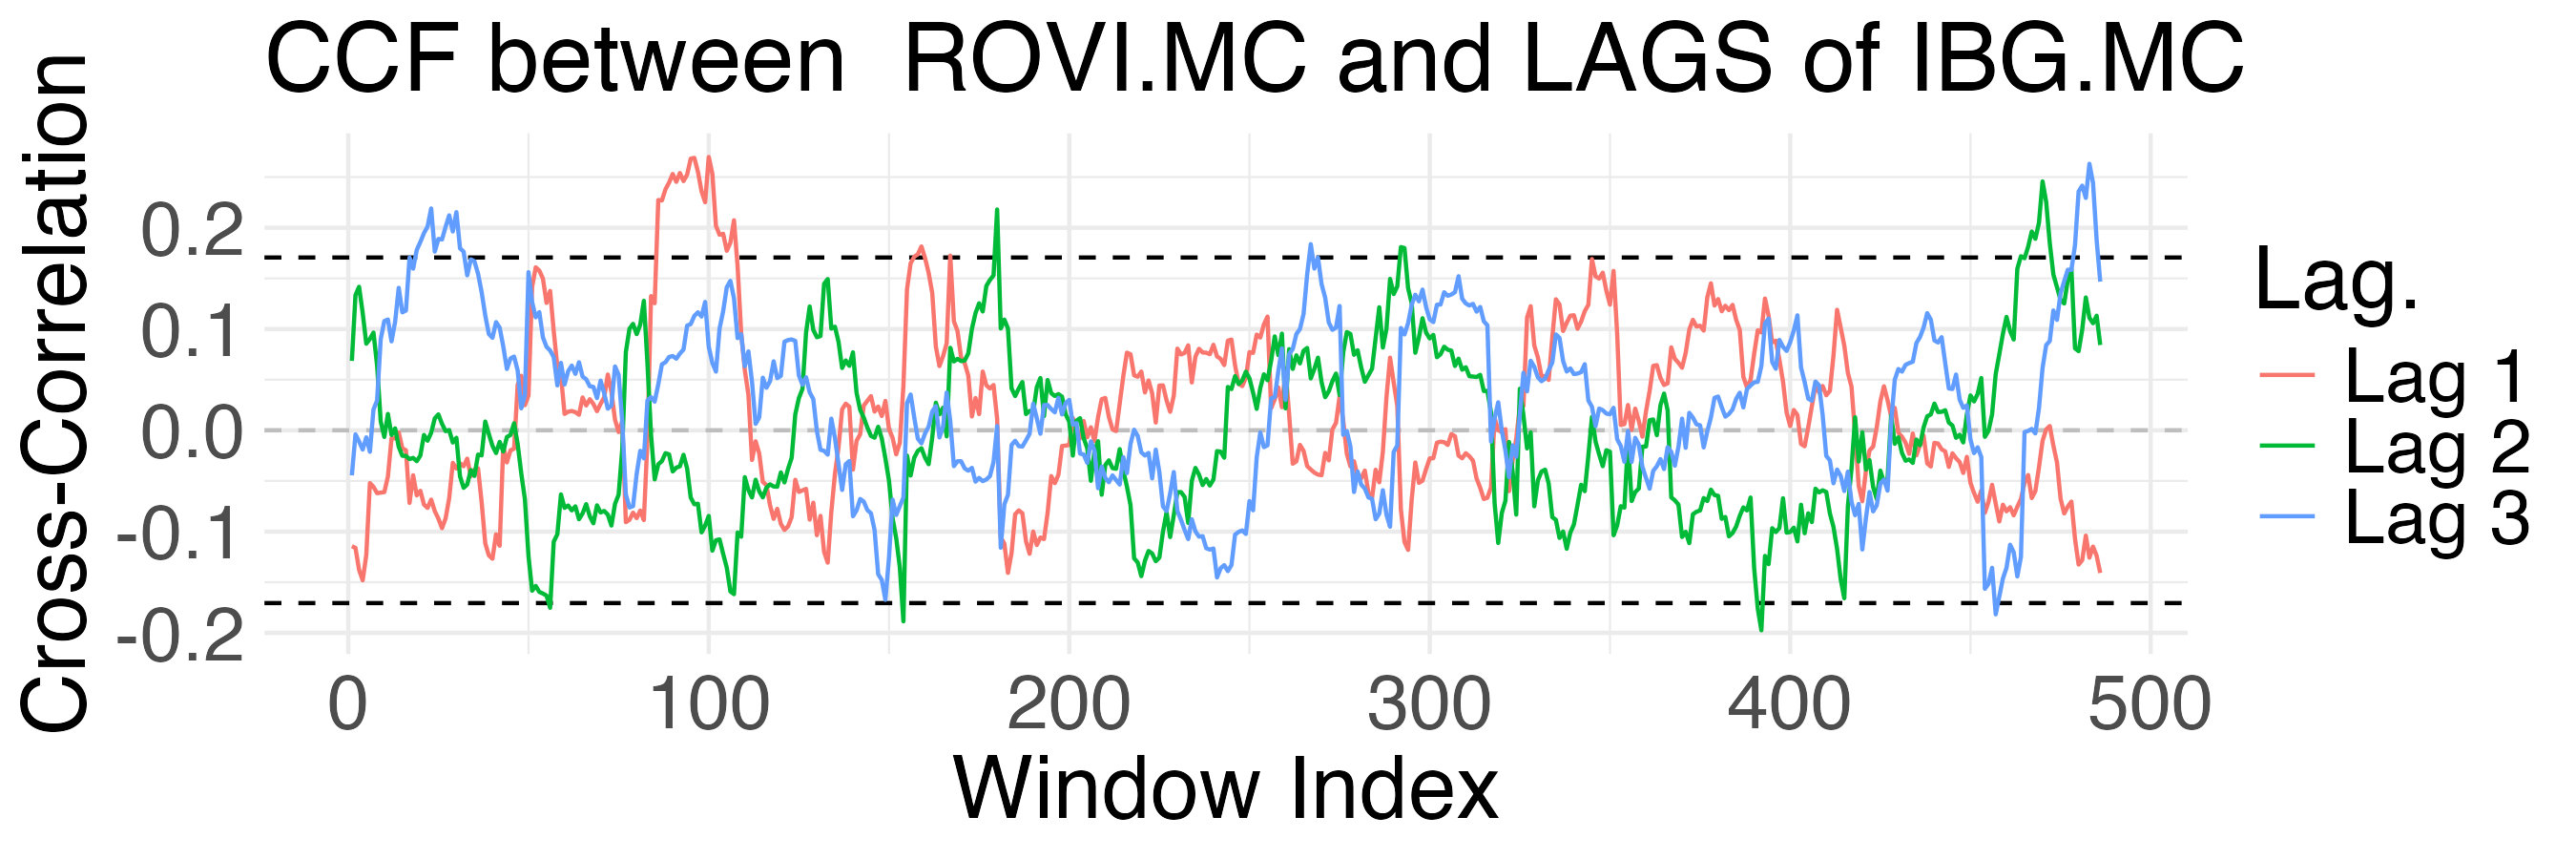 CCF between  ROVI.MC and LAGS of IBG.MC
Cross-Correlation
0.2
0.1
0.0
-0.1
-0.2
0 100 200 300 400 500
Window Index
Lag.
Lag 1
Lag 2
Lag 3